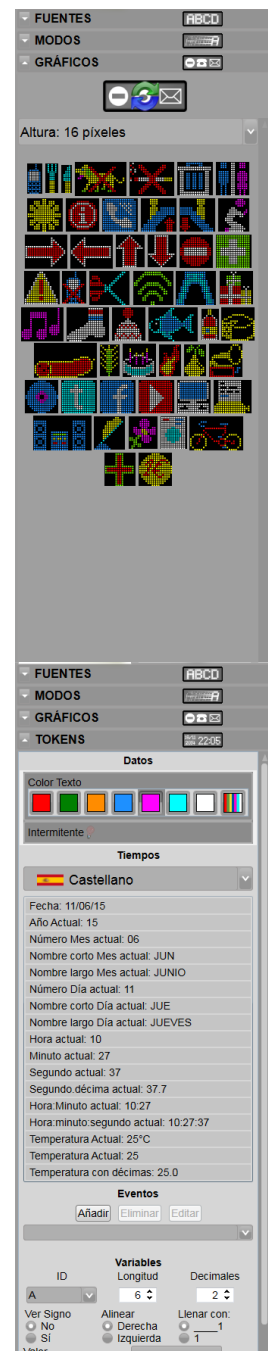 FUENTES ABCD
MODOS
GRÁFICOS
Altura: 16 píxeles
FUENTES ABCD
MODOS
GRÁFICOS
TOKENS 22:05
Datos
Color Texto
Intermitente
Tiempos
Castellano
Fecha: 11/06/15
Año Actual: 15
Número Mes actual: 06
Nombre corto Mes actual: JUN
Nombre largo Mes actual: JUNIO
Número Día actual: 11
Nombre corto Día actual: JUE
Nombre largo Día actual: JUEVES
Hora actual: 10
Minuto actual: 27
Segundo actual: 37
Segundo.décima actual: 37.7
Hora:Minuto actual: 10:27
Hora:minuto:segundo actual: 10:27:37
Temperatura Actual: 25°C
Temperatura Actual: 25
Temperatura con décimas: 25.0
Eventos
Añadir Eliminar Editar
Variables
ID Longitud Decimales
A 6 2
Ver Signo Alinear Llenar con:
No Derecha ____1
Sí Izquierda 1
Valor